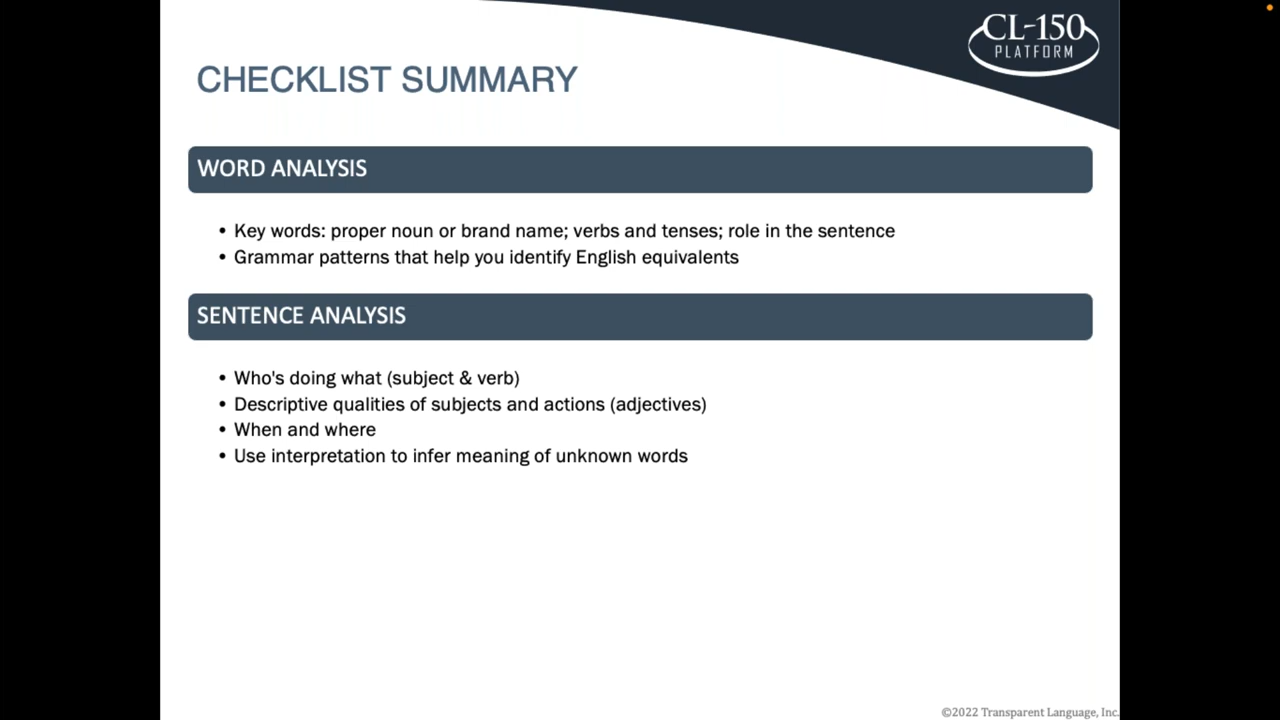 CL-150
PLATFORM
CHECKLIST SUMMARY
WORD ANALYSIS
• Key words: proper noun or brand name; verbs and tenses; role in the sentence
• Grammar patterns that help you identify English equivalents
SENTENCE ANALYSIS
• Who's doing what (subject & verb)
• Descriptive qualities of subjects and actions (adjectives)
• When and where
• Use interpretation to infer meaning of unknown words
©2022 Transparent Language, Inc.